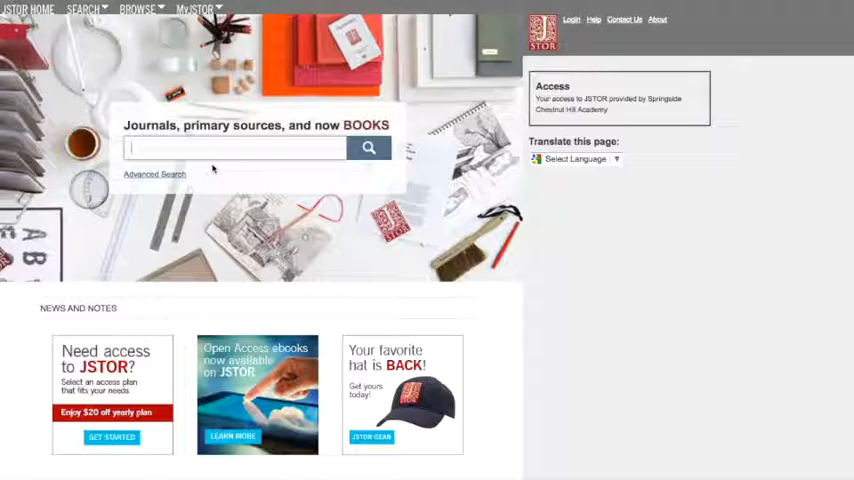 JSTOR HOME SEARCH BROWSE MyJSTOR
JSTOR
Login Help Contact Us About
Access
Your access to JSTOR provided by Springside
Chestnut Hill Academy
Journals, primary sources, and now BOOKS
Translate this page:
Select Language
Advanced Search
JSTOR
A B
NEWS AND NOTES
Need access
to JSTOR?
Select an access plan
that fits your needs
Enjoy $20 off yearly plan
GET STARTED
Open Access ebooks
now available
on JSTOR
LEARN MORE
Your favorite
hat is BACK!
Get yours
today!
JSTOR
JSTOR GEAR